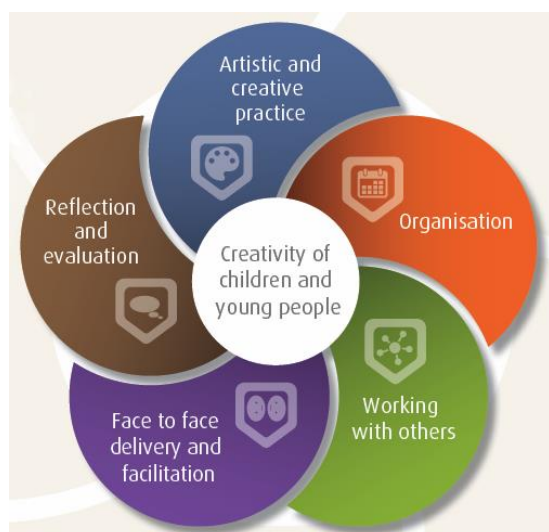 Artistic and
creative
practice
Organisation
Working
with others
Face to face
delivery and
facilitation
Reflection
and
evaluation
Creativity of
children and
young people